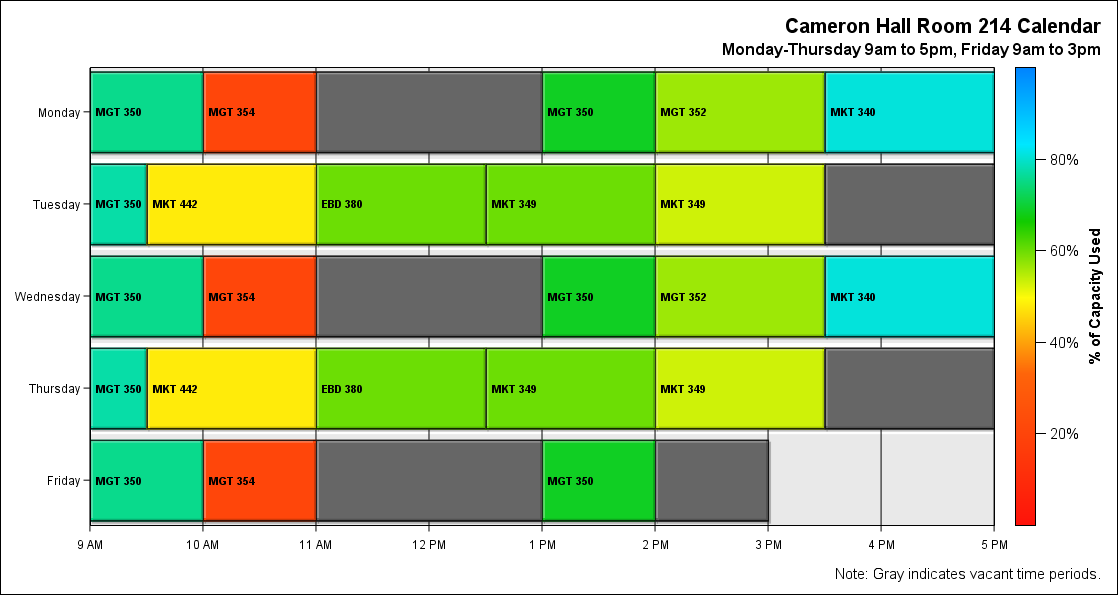 Cameron Hall Room 214 Calendar
Monday-Thursday 9am to 5pm, Friday 9am to 3pm
Monday
MGT 350
MGT 354
MGT 350
MGT 352
MKT 340
Tuesday
MGT 350
MKT 442
EBD 380
MKT 349
MKT 349
Wednesday
MGT 350
MGT 354
MGT 350
MGT 352
MKT 340
Thursday
MGT 350
MKT 442
EBD 380
MKT 349
MKT 349
Friday
MGT 350
MGT 354
MGT 350
9 AM
10 AM
11 AM
12 PM
1 PM
2 PM
3 PM
4 PM
5 PM
80%
60%
40%
20%
% of Capacity Used
Note: Gray indicates vacant time periods.